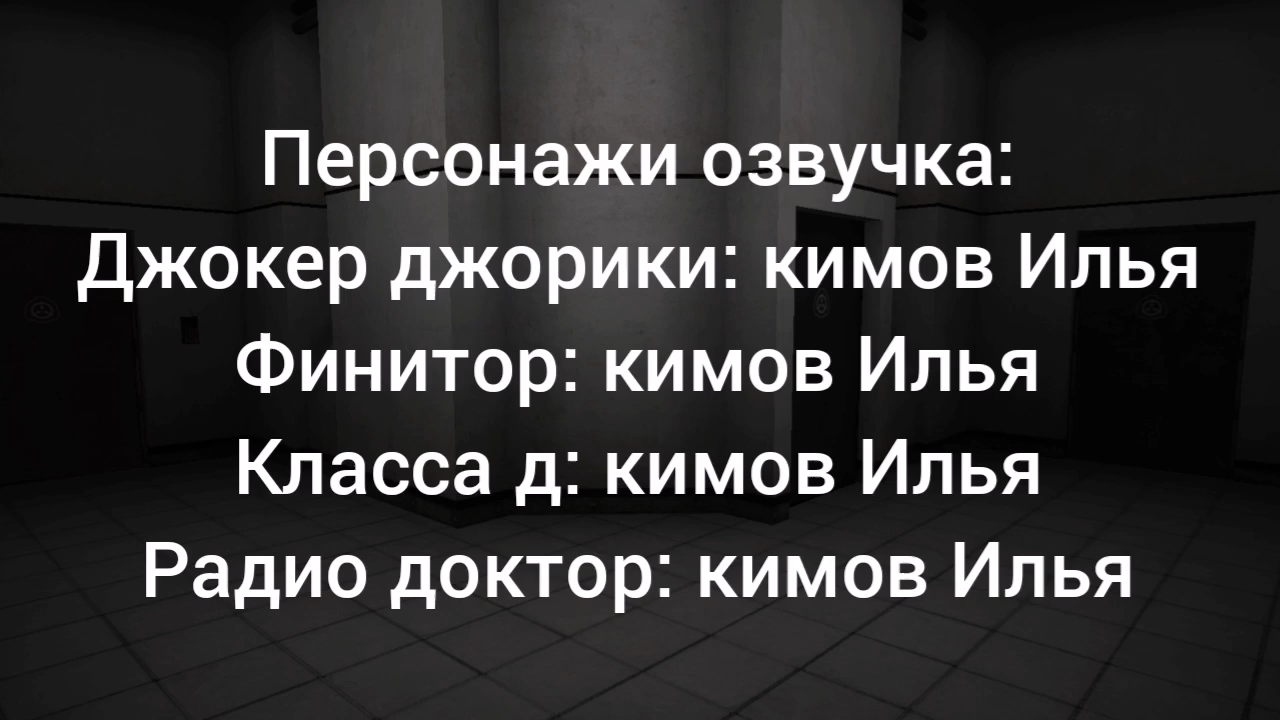 Персонажи озвучка:
Джокер джорики: кимов Илья
Финитор: кимов Илья
Класса д: кимов Илья
Радио доктор: кимов Илья